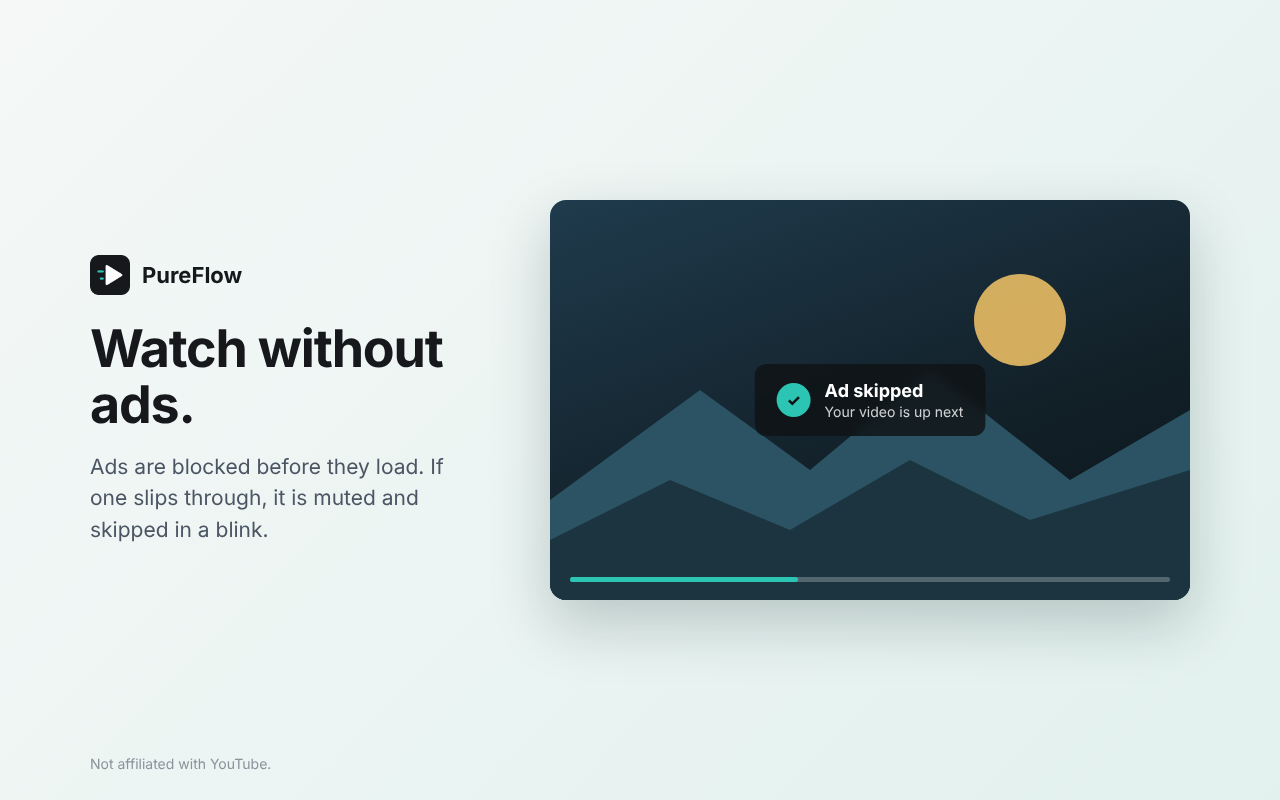 PureFlow
Watch without
ads.
Ads are blocked before they load. If
one slips through, it is muted and
skipped in a blink.
Ad skipped
Your video is up next
Not affiliated with YouTube.